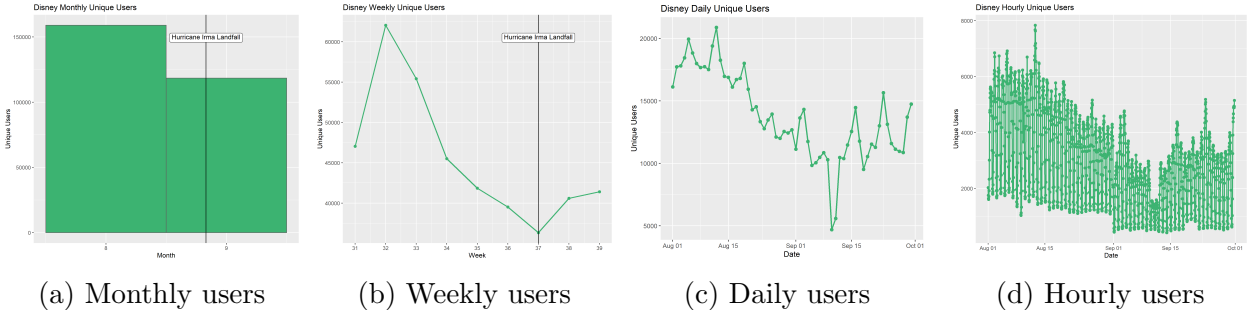 Disney Monthly Unique Users
Unique Users
150000
100000
50000
0
Hurricane Irma Landfall
8
9
Month
(a) Monthly users
Disney Weekly Unique Users
Unique Users
60000
55000
50000
45000
40000
Hurricane Irma Landfall
31
32
33
34
35
36
37
38
39
Week
(b) Weekly users
Disney Daily Unique Users
Unique Users
20000
15000
10000
5000
Aug 01
Aug 15
Sep 01
Sep 15
Oct 01
Date
(c) Daily users
Disney Hourly Unique Users
Unique Users
8000
6000
4000
2000
Aug 01
Aug 15
Sep 01
Sep 15
Oct 01
Date
(d) Hourly users